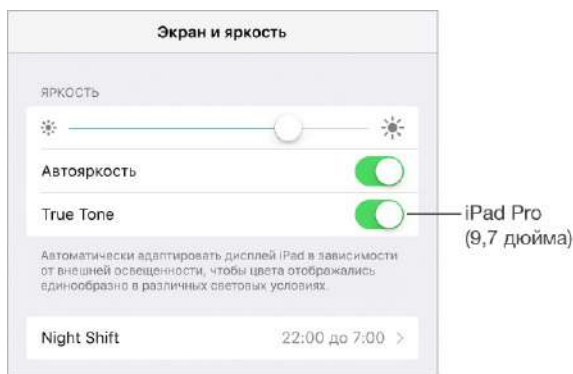 Экран и яркость
ЯРКОСТЬ
Автояркость
True Tone
iPad Pro
(9,7 дюйма)
Автоматически адаптировать дисплей iPad в зависимости
от внешней освещенности, чтобы цвета отображались
единообразно в различных световых условиях.
Night Shift 22:00 до 7:00 >